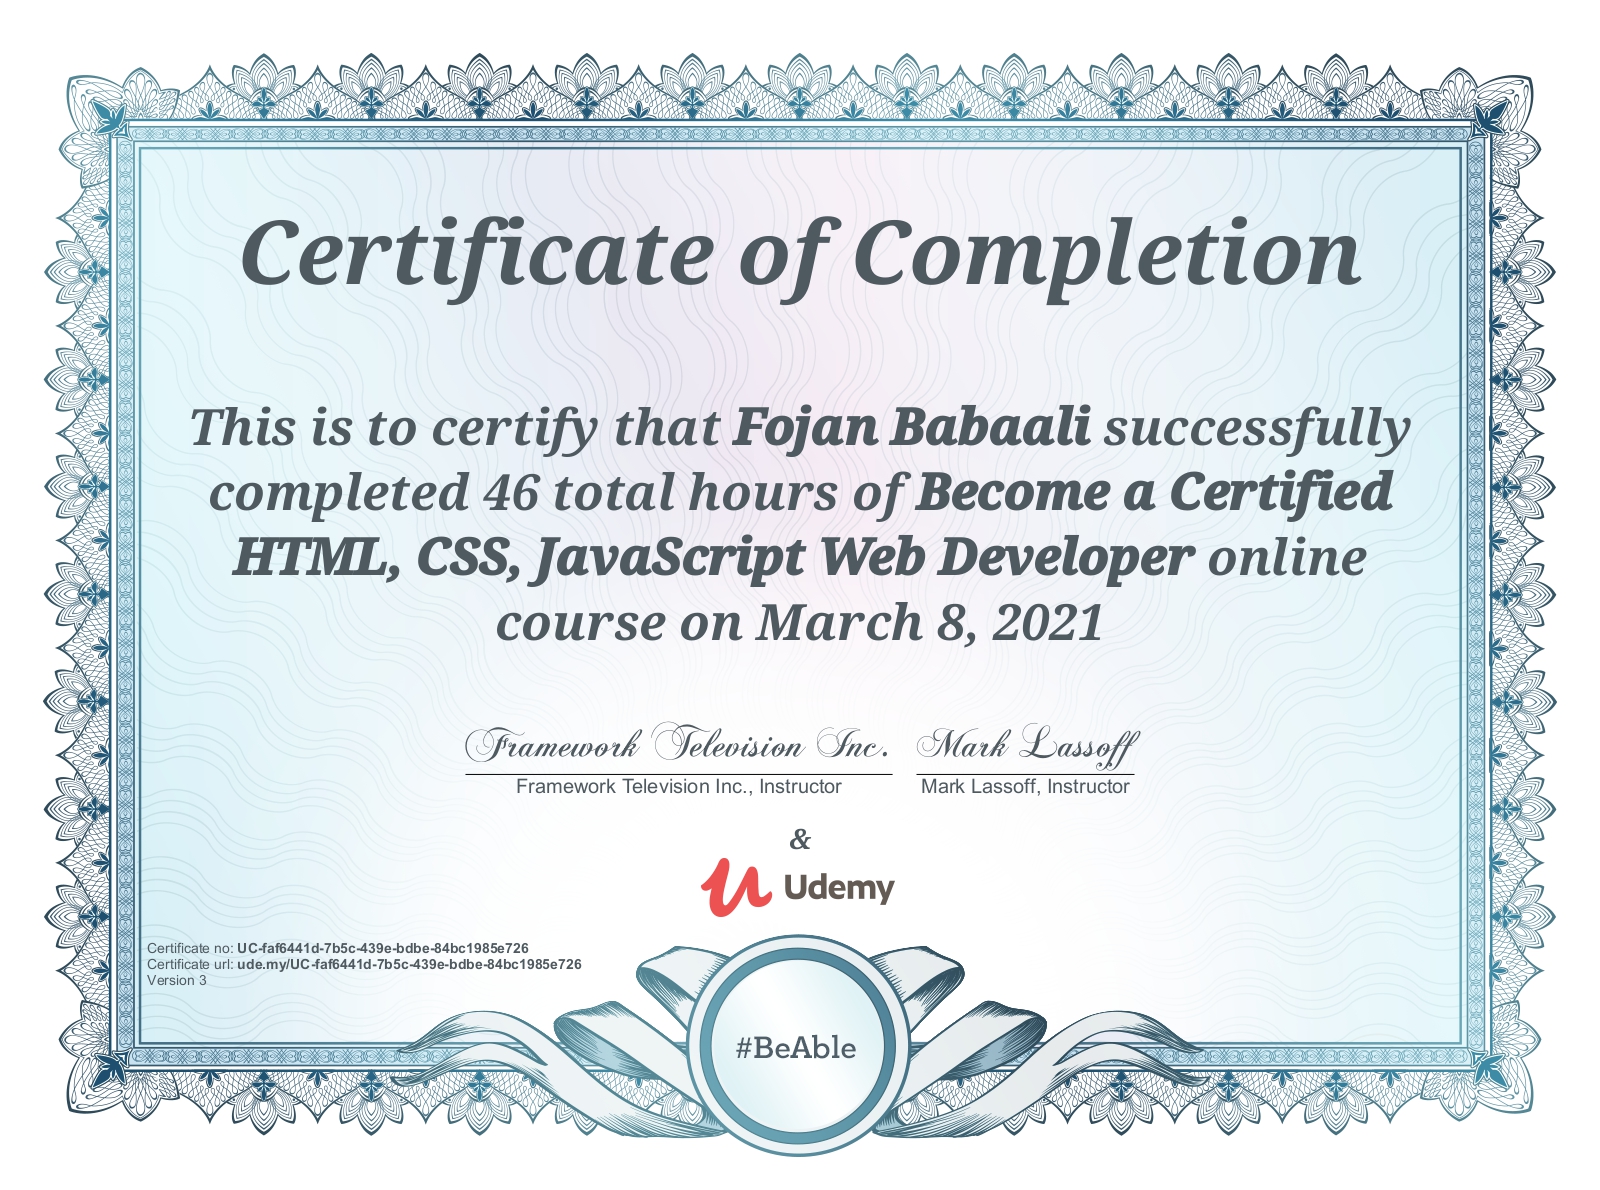 Certificate of Completion
This is to certify that Fojan Babaali successfully
completed 46 total hours of Become a Certified
HTML, CSS, JavaScript Web Developer online
course on March 8, 2021
Framework Television Inc. Mark Lassoff
Framework Television Inc., Instructor Mark Lassoff, Instructor
&
Udemy
Certificate no: UC-faf6441d-7b5c-439e-bdbe-84bc1985e726
Certificate url: ude.my/UC-faf6441d-7b5c-439e-bdbe-84bc1985e726
Version 3
#BeAble